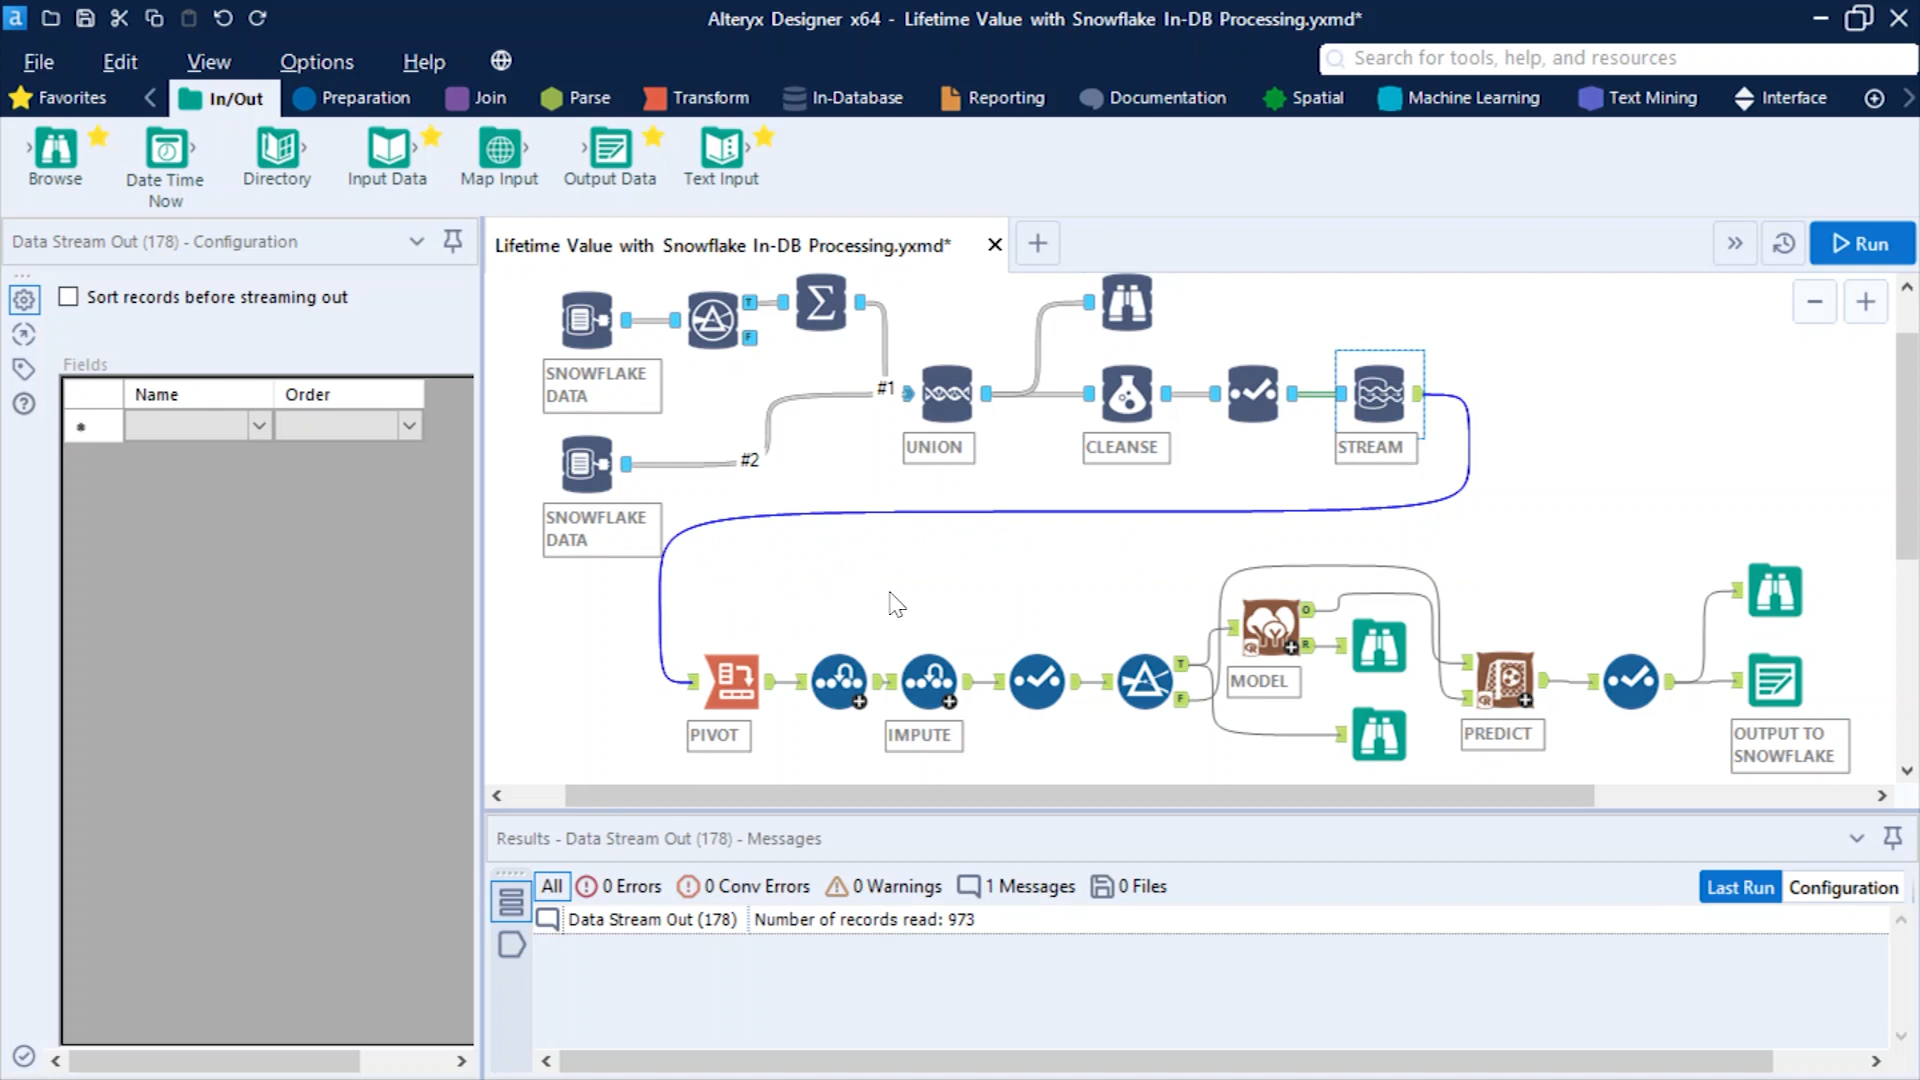 a
Alteryx Designer x64 - Lifetime Value with Snowflake In-DB Processing.yxmd*
File Edit View Options Help
Search for tools, help, and resources
Favorites In/Out Preparation Join Parse Transform In-Database Reporting Documentation Spatial Machine Learning Text Mining Interface
Browse
Date Time
Now
Directory
Input Data
Map Input
Output Data
Text Input
Data Stream Out (178) - Configuration
Sort records before streaming out
Fields
Name Order
Lifetime Value with Snowflake In-DB Processing.yxmd*
Run
T
F
Σ
SNOWFLAKE
DATA
#1
UNION
CLEANSE
STREAM
#2
SNOWFLAKE
DATA
PIVOT
IMPUTE
T
F
O
R
R
MODEL
R
PREDICT
OUTPUT TO
SNOWFLAKE
Results - Data Stream Out (178) - Messages
All 0 Errors 0 Conv Errors 0 Warnings 1 Messages 0 Files
Last Run Configuration
Data Stream Out (178) Number of records read: 973